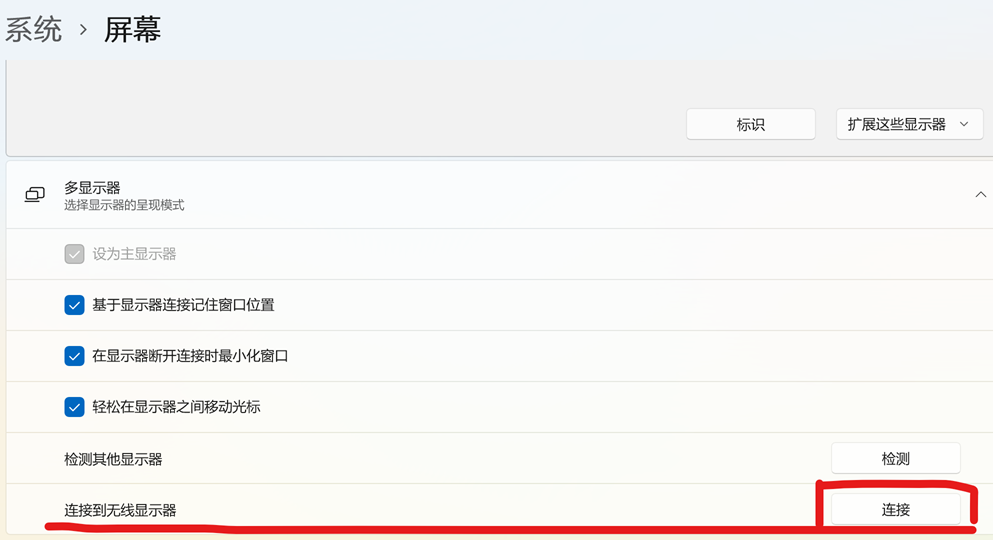 系统 › 屏幕
标识 扩展这些显示器
多显示器
选择显示器的呈现模式
设为主显示器
基于显示器连接记住窗口位置
在显示器断开连接时最小化窗口
轻松在显示器之间移动光标
检测其他显示器 检测
连接到无线显示器 连接